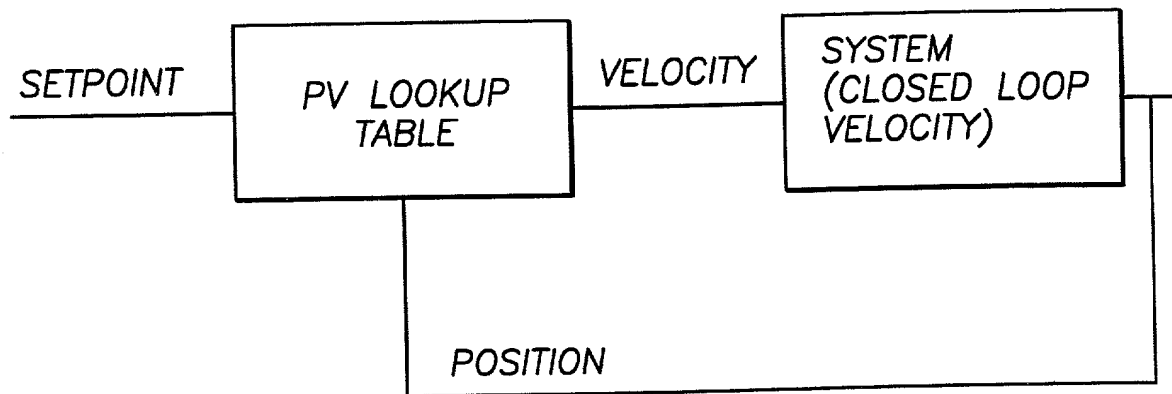 SETPOINT
PV LOOKUP
TABLE
VELOCITY
SYSTEM
(CLOSED LOOP
VELOCITY)
POSITION